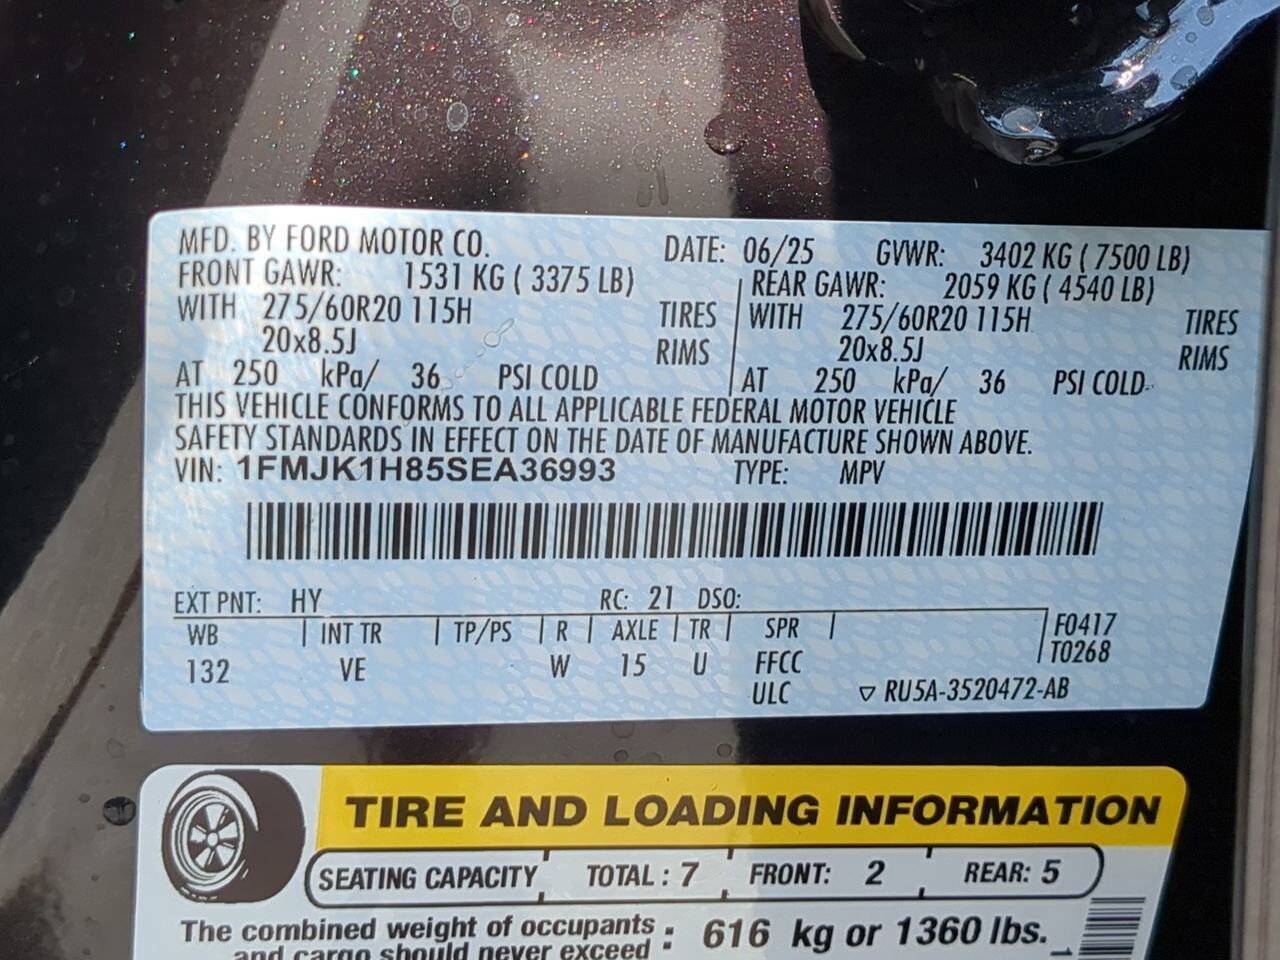 MFD. BY FORD MOTOR CO. DATE: 06/25 GVWR: 3402 KG ( 7500 LB)
FRONT GAWR: 1531 KG ( 3375 LB) REAR GAWR: 2059 KG ( 4540 LB)
WITH 275/60R20 115H TIRES WITH 275/60R20 115H TIRES
20x8.5J RIMS 20x8.5J RIMS
AT 250 kPa/ 36 PSI COLD AT 250 kPa/ 36 PSI COLD
THIS VEHICLE CONFORMS TO ALL APPLICABLE FEDERAL MOTOR VEHICLE
SAFETY STANDARDS IN EFFECT ON THE DATE OF MANUFACTURE SHOWN ABOVE.
VIN: 1FMJK1H85SEA36993 TYPE: MPV
EXT PNT: HY RC: 21 DSO:
WB INT TR TP/PS R AXLE TR SPR F0417
132 VE W 15 U FFCC T0268
ULC ▽ RU5A-3520472-AB
TIRE AND LOADING INFORMATION
SEATING CAPACITY TOTAL : 7 FRONT: 2 REAR: 5
The combined weight of occupants : 616 kg or 1360 lbs.
and cargo should never exceed